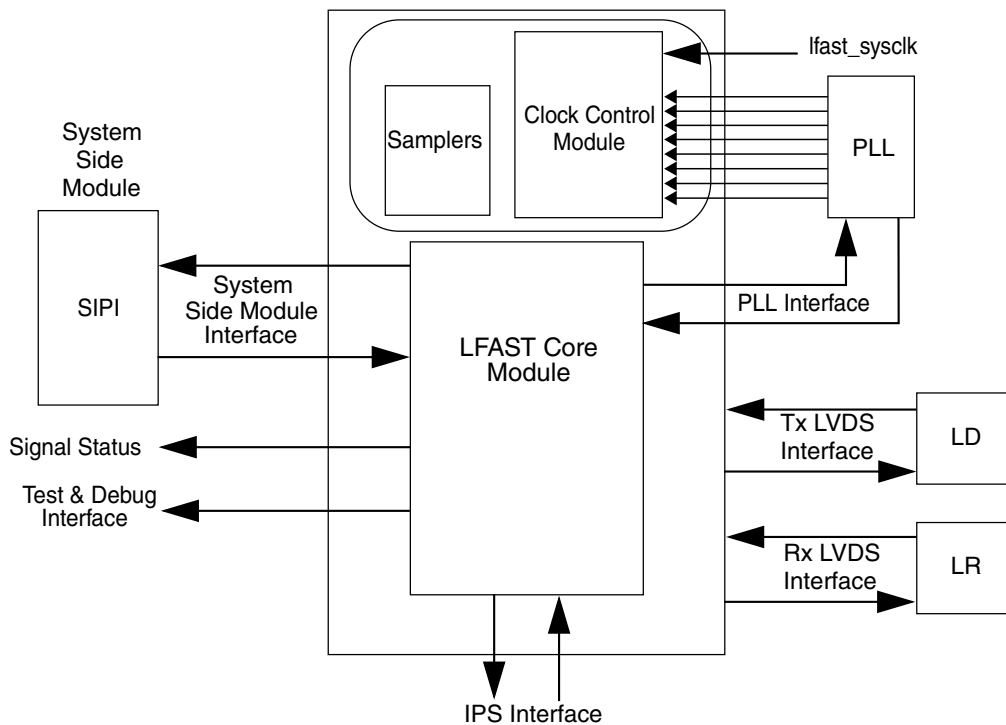 lfast_sysclk
Clock Control
Module
Samplers
PLL
System
Side
Module
SIPI
System
Side Module
Interface
PLL Interface
LFAST Core
Module
Tx LVDS
Interface
LD
Signal Status
Test & Debug
Interface
Rx LVDS
Interface
LR
IPS Interface